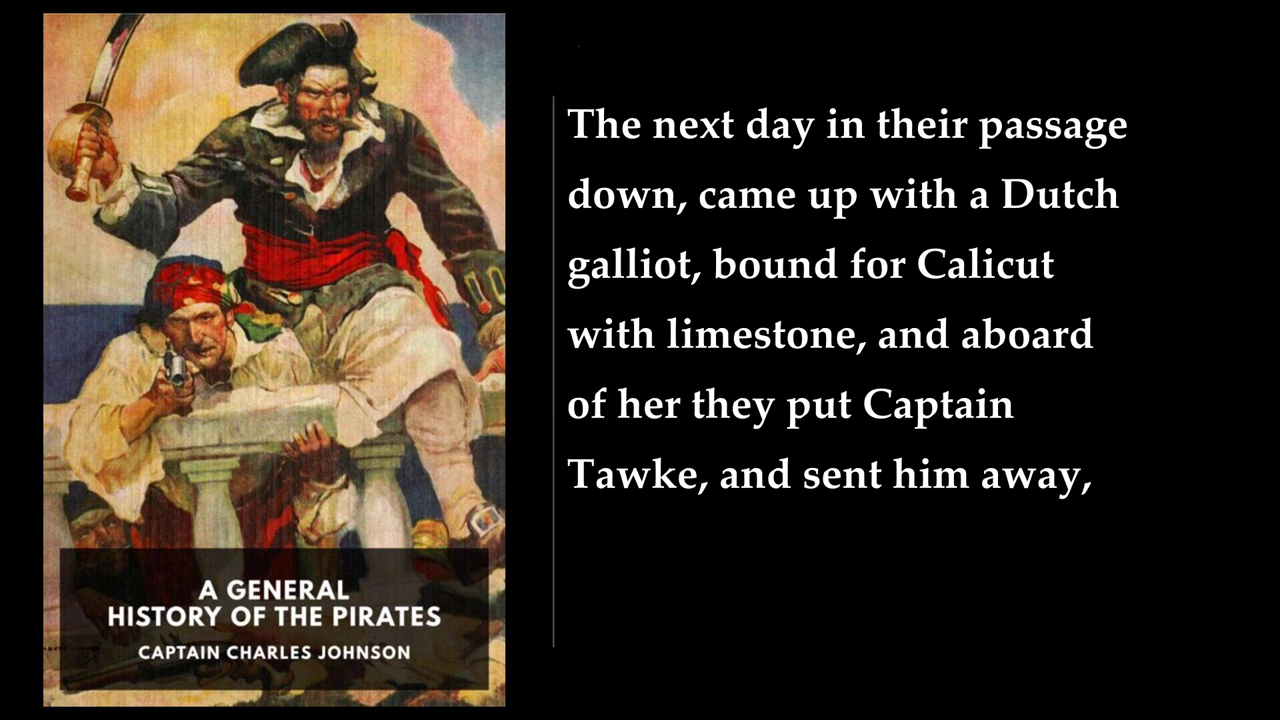 A GENERAL
HISTORY OF THE PIRATES
CAPTAIN CHARLES JOHNSON
The next day in their passage
down, came up with a Dutch
galliot, bound for Calicut
with limestone, and aboard
of her they put Captain
Tawke, and sent him away,